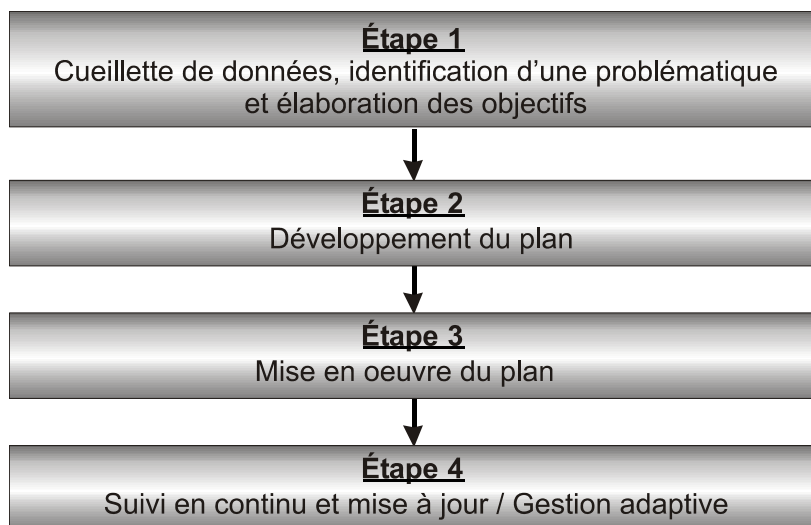 Étape 1
Cueillette de données, identification d'une problématique
et élaboration des objectifs
Étape 2
Développement du plan
Étape 3
Mise en oeuvre du plan
Étape 4
Suivi en continu et mise à jour / Gestion adaptive